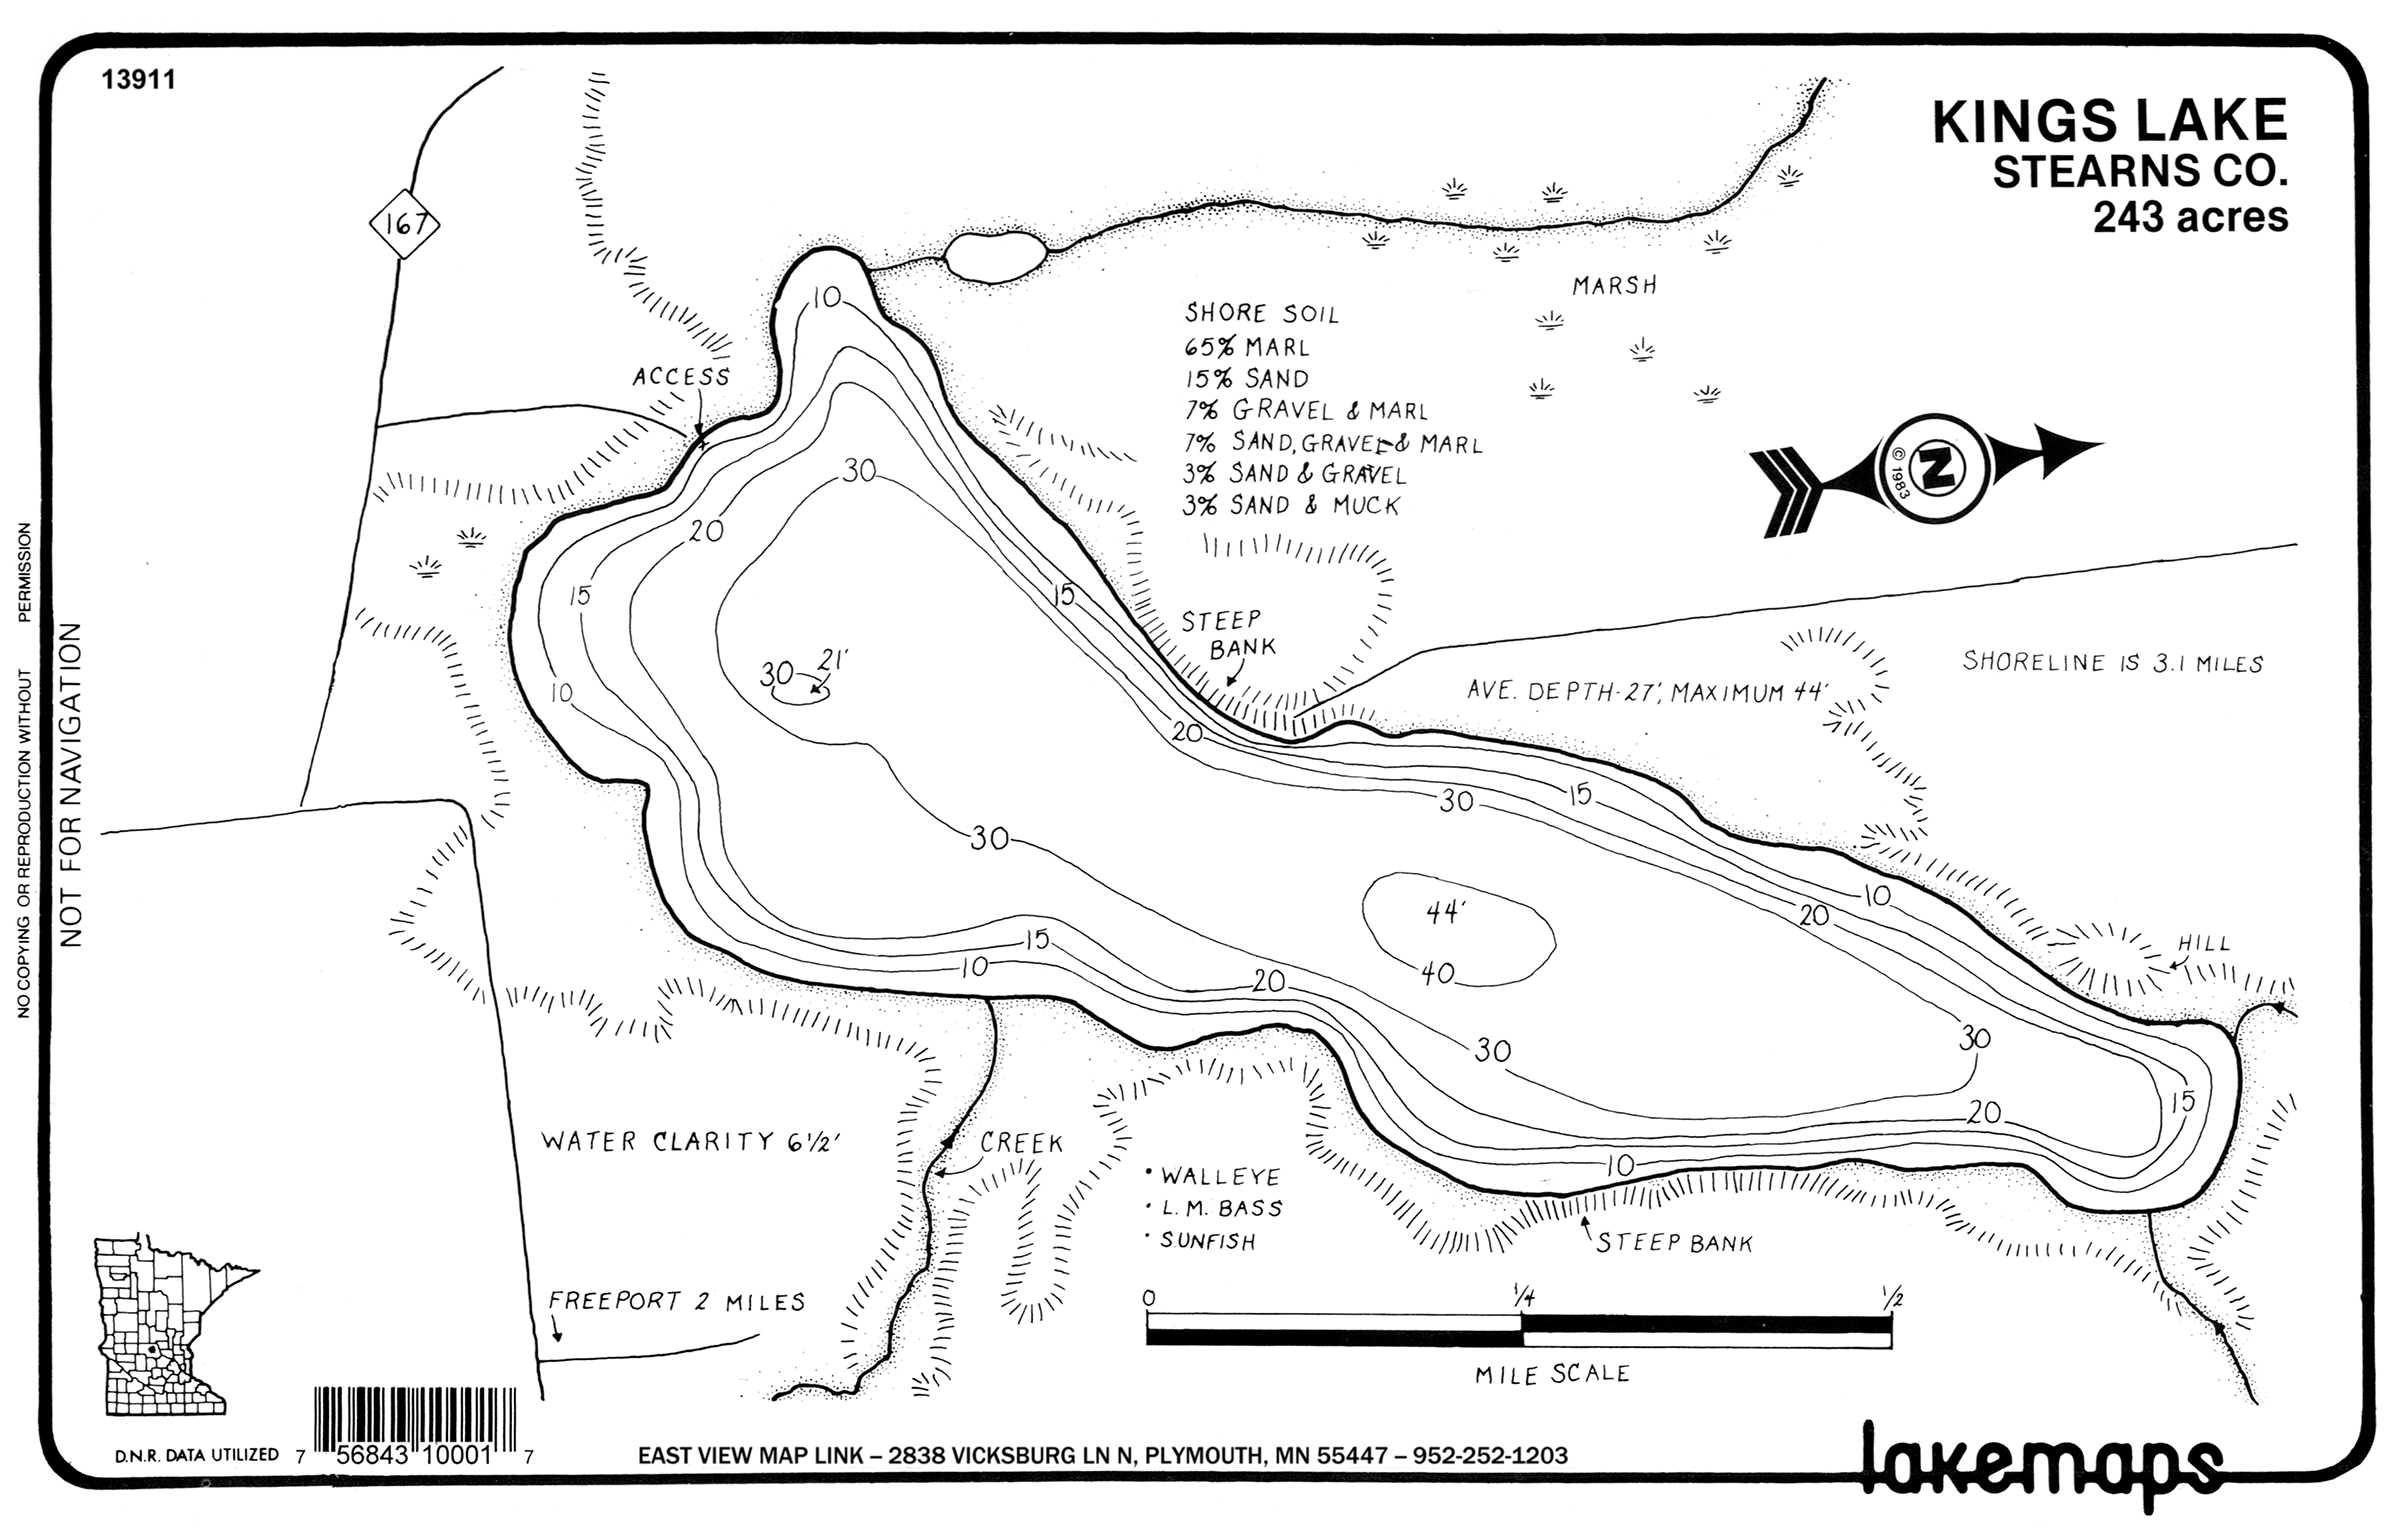 13911
KINGS LAKE
STEARNS CO.
243 acres
167
MARSH
SHORE SOIL
65% MARL
15% SAND
7% GRAVEL & MARL
7% SAND, GRAVEL & MARL
3% SAND & GRAVEL
3% SAND & MUCK
ACCESS
10
N
© 1983
30
20
15
15
STEEP
BANK
SHORELINE IS 3.1 MILES
AVE. DEPTH-27', MAXIMUM 44'
30
21'
10
20
15
30
30
10
20
44'
15
40
10
20
HILL
30
30
15
20
10
WATER CLARITY 6 1/2'
CREEK
• WALLEYE
• L.M. BASS
• SUNFISH
STEEP BANK
FREEPORT 2 MILES
0
1/4
1/2
MILE SCALE
NO COPYING OR REPRODUCTION WITHOUT PERMISSION
NOT FOR NAVIGATION
D.N.R. DATA UTILIZED
7 56843 10001 7
EAST VIEW MAP LINK – 2838 VICKSBURG LN N, PLYMOUTH, MN 55447 – 952-252-1203
lakemaps